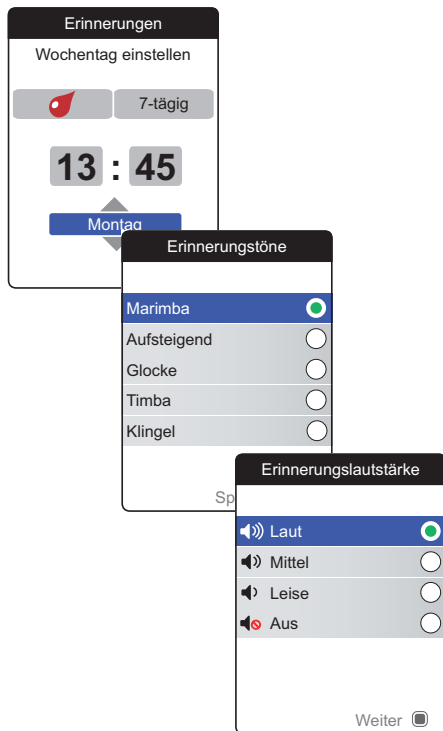 Erinnerungen
Wochentag einstellen
7-tägig
13 : 45
Montag
Erinnerungstöne
Marimba
Aufsteigend
Glocke
Timba
Klingel
Sp
Erinnerungslautstärke
Laut
Mittel
Leise
Aus
Weiter